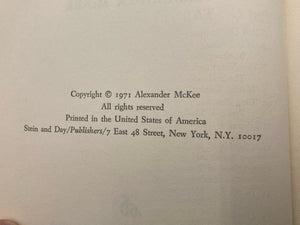 Copyright © 1971 Alexander McKee
All rights reserved
Printed in the United States of America
Stein and Day/Publishers/7 East 48 Street, New York, N.Y. 10017